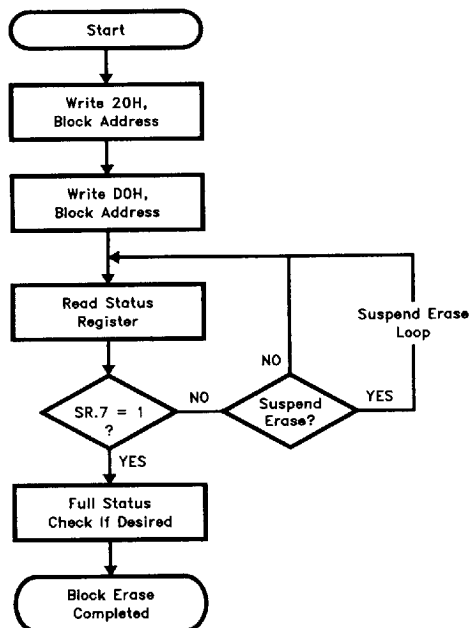 Start
Write 20H,
Block Address
Write D0H,
Block Address
Read Status
Register
Suspend Erase
Loop
NO
SR.7 = 1
?
NO
Suspend
Erase?
YES
YES
Full Status
Check If Desired
Block Erase
Completed